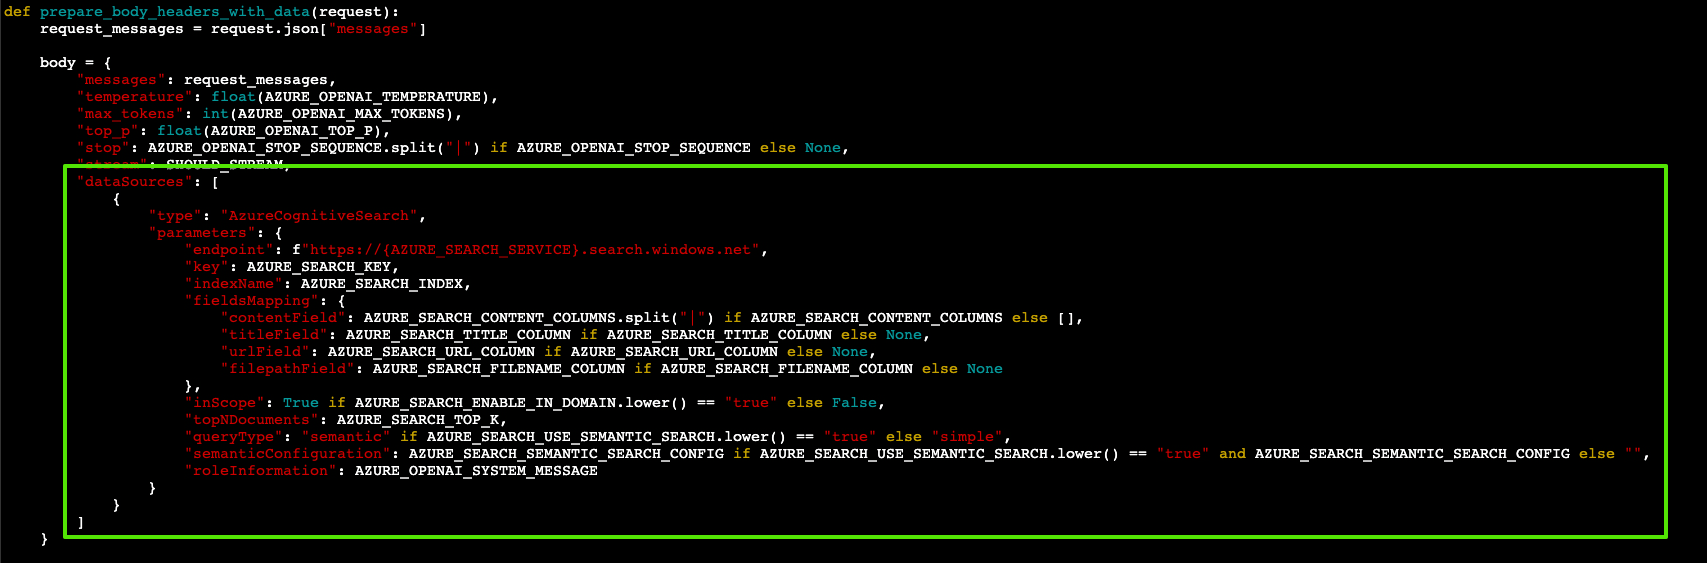 def prepare_body_headers_with_data(request):
    request_messages = request.json["messages"]
    body = {
        "messages": request_messages,
        "temperature": float(AZURE_OPENAI_TEMPERATURE),
        "max_tokens": int(AZURE_OPENAI_MAX_TOKENS),
        "top_p": float(AZURE_OPENAI_TOP_P),
        "stop": AZURE_OPENAI_STOP_SEQUENCE.split("|") if AZURE_OPENAI_STOP_SEQUENCE else None,
        "stream": SHOULD_STREAM,
        "dataSources": [
            {
                "type": "AzureCognitiveSearch",
                "parameters": {
                    "endpoint": f"https://{AZURE_SEARCH_SERVICE}.search.windows.net",
                    "key": AZURE_SEARCH_KEY,
                    "indexName": AZURE_SEARCH_INDEX,
                    "fieldsMapping": {
                        "contentField": AZURE_SEARCH_CONTENT_COLUMNS.split("|") if AZURE_SEARCH_CONTENT_COLUMNS else [],
                        "titleField": AZURE_SEARCH_TITLE_COLUMN if AZURE_SEARCH_TITLE_COLUMN else None,
                        "urlField": AZURE_SEARCH_URL_COLUMN if AZURE_SEARCH_URL_COLUMN else None,
                        "filepathField": AZURE_SEARCH_FILENAME_COLUMN if AZURE_SEARCH_FILENAME_COLUMN else None
                    },
                    "inScope": True if AZURE_SEARCH_ENABLE_IN_DOMAIN.lower() == "true" else False,
                    "topNDocuments": AZURE_SEARCH_TOP_K,
                    "queryType": "semantic" if AZURE_SEARCH_USE_SEMANTIC_SEARCH.lower() == "true" else "simple",
                    "semanticConfiguration": AZURE_SEARCH_SEMANTIC_SEARCH_CONFIG if AZURE_SEARCH_USE_SEMANTIC_SEARCH.lower() == "true" and AZURE_SEARCH_SEMANTIC_SEARCH_CONFIG else "",
                    "roleInformation": AZURE_OPENAI_SYSTEM_MESSAGE
                }
            }
        ]
    }